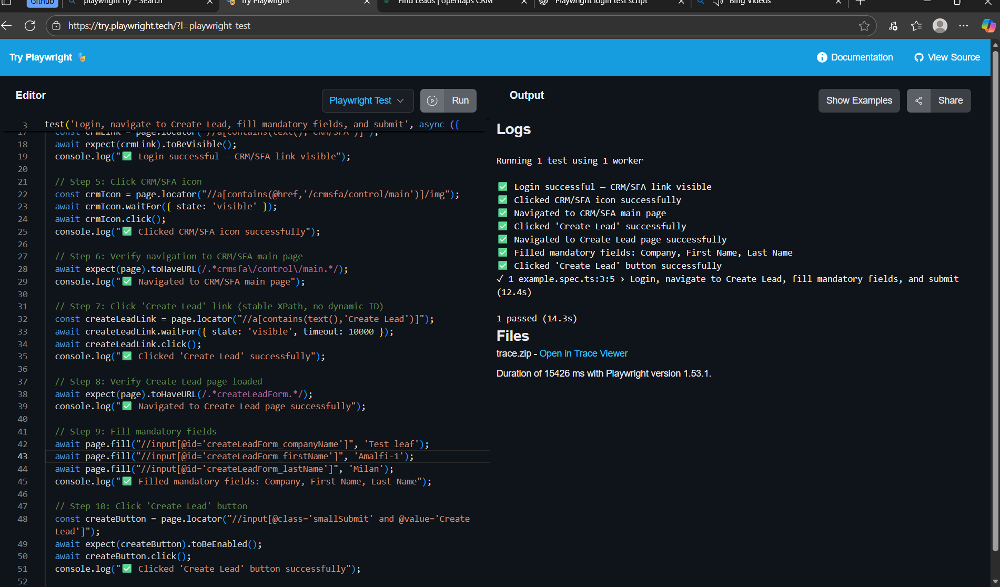 Github
playwright try - Search
Try Playwright
Find Leads | opentaps CRM
Playwright login test script
Bing Videos
https://try.playwright.tech/?l=playwright-test
Try Playwright
Documentation
View Source
Editor
Playwright Test
Run
3 test('Login, navigate to Create Lead, fill mandatory fields, and submit', async ({
17 const crmLink = page.locator("//a[contains(text(),'CRM/SFA')]");
18 await expect(crmLink).toBeVisible();
19 console.log("✅ Login successful — CRM/SFA link visible");
20
21 // Step 5: Click CRM/SFA icon
22 const crmIcon = page.locator("//a[contains(@href,'/crmsfa/control/main')]/img");
23 await crmIcon.waitFor({ state: 'visible' });
24 await crmIcon.click();
25 console.log("✅ Clicked CRM/SFA icon successfully");
26
27 // Step 6: Verify navigation to CRM/SFA main page
28 await expect(page).toHaveURL(/.*crmsfa\/control\/main.*/);
29 console.log("✅ Navigated to CRM/SFA main page");
30
31 // Step 7: Click 'Create Lead' link (stable XPath, no dynamic ID)
32 const createLeadLink = page.locator("//a[contains(text(),'Create Lead')]");
33 await createLeadLink.waitFor({ state: 'visible', timeout: 10000 });
34 await createLeadLink.click();
35 console.log("✅ Clicked 'Create Lead' successfully");
36
37 // Step 8: Verify Create Lead page loaded
38 await expect(page).toHaveURL(/.*createLeadForm.*/);
39 console.log("✅ Navigated to Create Lead page successfully");
40
41 // Step 9: Fill mandatory fields
42 await page.fill("//input[@id='createLeadForm_companyName']", 'Test leaf');
43 await page.fill("//input[@id='createLeadForm_firstName']", 'Amalfi-1');
44 await page.fill("//input[@id='createLeadForm_lastName']", 'Milan');
45 console.log("✅ Filled mandatory fields: Company, First Name, Last Name");
46
47 // Step 10: Click 'Create Lead' button
48 const createButton = page.locator("//input[@class='smallSubmit' and @value='Create
Lead']");
49 await expect(createButton).toBeEnabled();
50 await createButton.click();
51 console.log("✅ Clicked 'Create Lead' button successfully");
52
Output
Show Examples
Share
Logs
Running 1 test using 1 worker
✅ Login successful — CRM/SFA link visible
✅ Clicked CRM/SFA icon successfully
✅ Navigated to CRM/SFA main page
✅ Clicked 'Create Lead' successfully
✅ Navigated to Create Lead page successfully
✅ Filled mandatory fields: Company, First Name, Last Name
✅ Clicked 'Create Lead' button successfully
✓ 1 example.spec.ts:3:5 › Login, navigate to Create Lead, fill mandatory fields, and submit
(12.4s)
1 passed (14.3s)
Files
trace.zip - Open in Trace Viewer
Duration of 15426 ms with Playwright version 1.53.1.